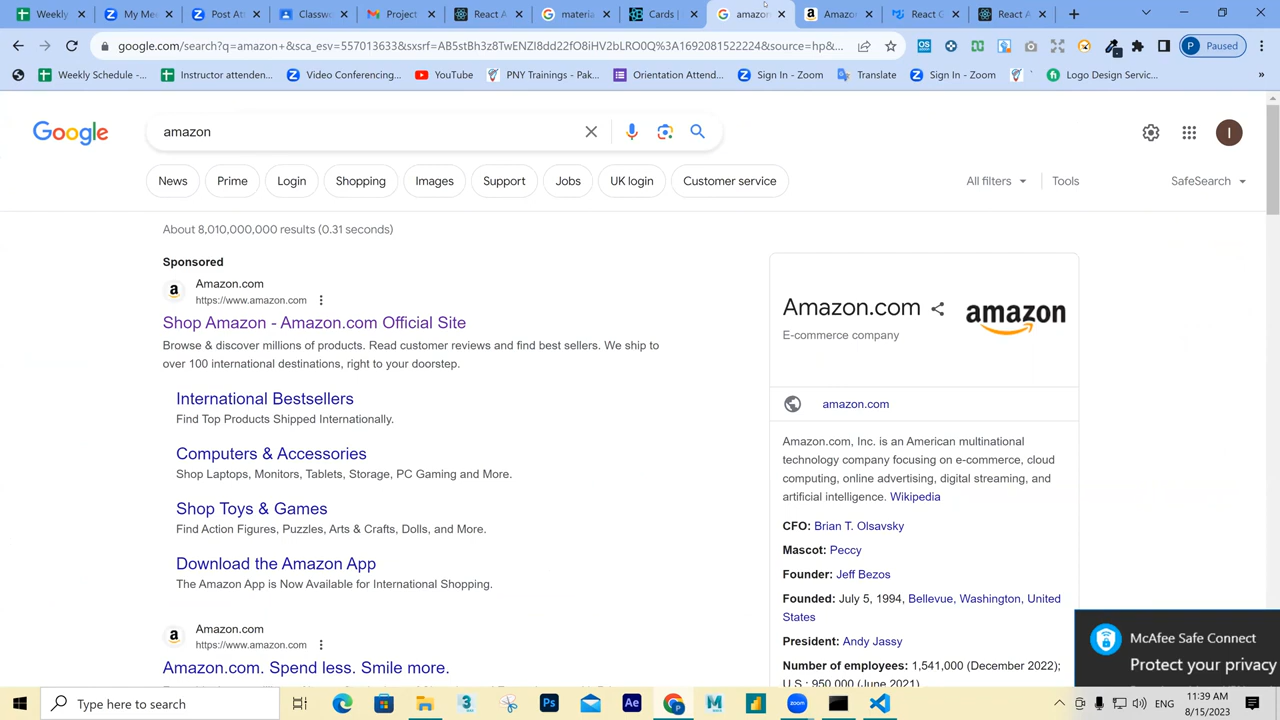 Weekly
My Me
Classw
Project
React A
materia
Cards
amazon
Amazon
React G
React A
google.com/search?q=amazon+&sca_esv=557013633&sxsrf=AB5stBh3z8TwENZI8dd22fO8iHV2bLRO0Q%3A1692081522224&source=hp&...
P Paused
Weekly Schedule -...
Instructor attenden...
Video Conferencing...
YouTube
PNY Trainings - Pak...
Orientation Attend...
Sign In - Zoom
Translate
Sign In - Zoom
Logo Design Servic...
»
Google
amazon
I
News
Prime
Login
Shopping
Images
Support
Jobs
UK login
Customer service
All filters
Tools
SafeSearch
About 8,010,000,000 results (0.31 seconds)
Sponsored
Amazon.com
https://www.amazon.com
Shop Amazon - Amazon.com Official Site
Browse & discover millions of products. Read customer reviews and find best sellers. We ship to
over 100 international destinations, right to your doorstep.
International Bestsellers
Find Top Products Shipped Internationally.
Computers & Accessories
Shop Laptops, Monitors, Tablets, Storage, PC Gaming and More.
Shop Toys & Games
Find Action Figures, Puzzles, Arts & Crafts, Dolls, and More.
Download the Amazon App
The Amazon App is Now Available for International Shopping.
Amazon.com
https://www.amazon.com
Amazon.com. Spend less. Smile more.
Amazon.com
E-commerce company
amazon
amazon.com
Amazon.com, Inc. is an American multinational
technology company focusing on e-commerce, cloud
computing, online advertising, digital streaming, and
artificial intelligence. Wikipedia
CFO: Brian T. Olsavsky
Mascot: Peccy
Founder: Jeff Bezos
Founded: July 5, 1994, Bellevue, Washington, United
States
President: Andy Jassy
Number of employees: 1,541,000 (December 2022);
U.S.: 950,000 (June 2021)
McAfee Safe Connect
Protect your privacy
Type here to search
ENG
11:39 AM
8/15/2023